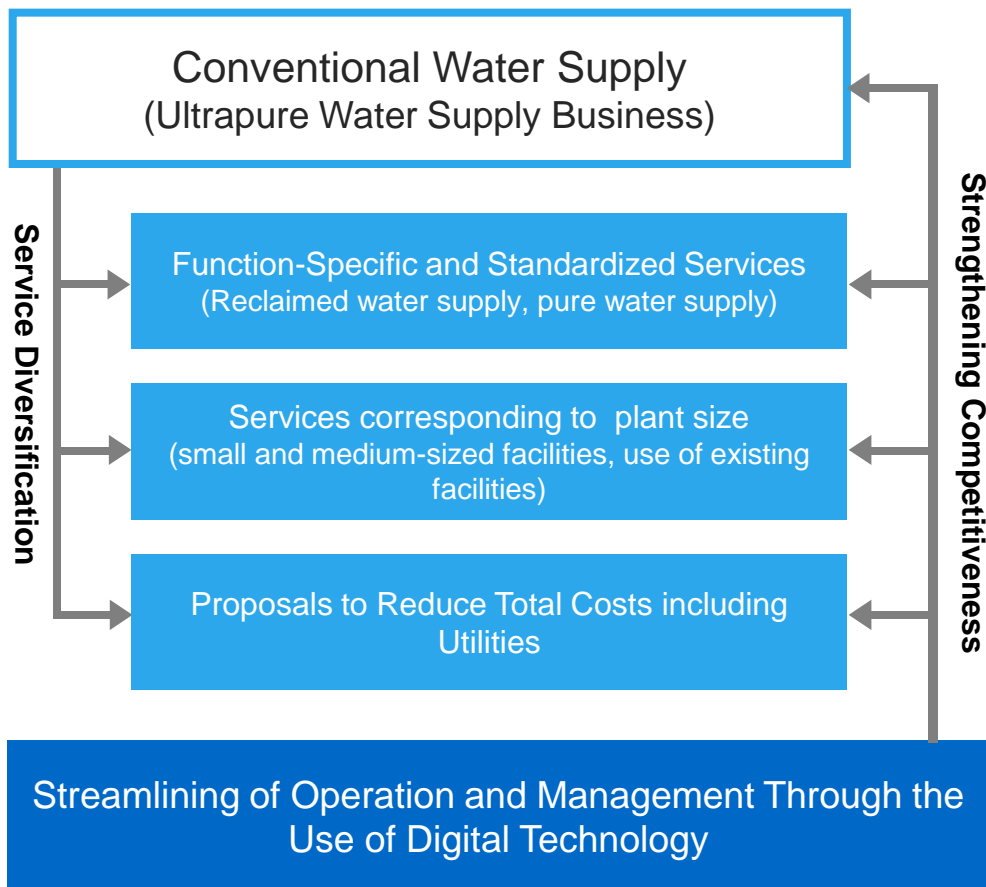 Conventional Water Supply
(Ultrapure Water Supply Business)
Service Diversification
Function-Specific and Standardized Services
(Reclaimed water supply, pure water supply)
Services corresponding to  plant size
(small and medium-sized facilities, use of existing
facilities)
Proposals to Reduce Total Costs including
Utilities
Strengthening Competitiveness
Streamlining of Operation and Management Through the
Use of Digital Technology